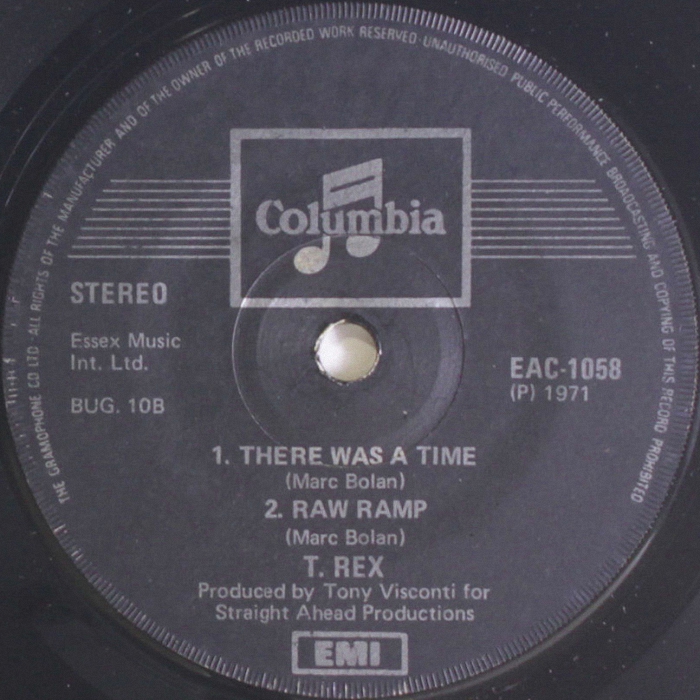 THE GRAMOPHONE CO LTD · ALL RIGHTS OF THE MANUFACTURER AND OF THE OWNER OF THE RECORDED WORK RESERVED · UNAUTHORISED PUBLIC PERFORMANCE BROADCASTING AND COPYING OF THIS RECORD PROHIBITED
Columbia
STEREO
Essex Music
Int. Ltd.
BUG. 10B
EAC-1058
(P) 1971
1. THERE WAS A TIME
(Marc Bolan)
2. RAW RAMP
(Marc Bolan)
T. REX
Produced by Tony Visconti for
Straight Ahead Productions
EMI